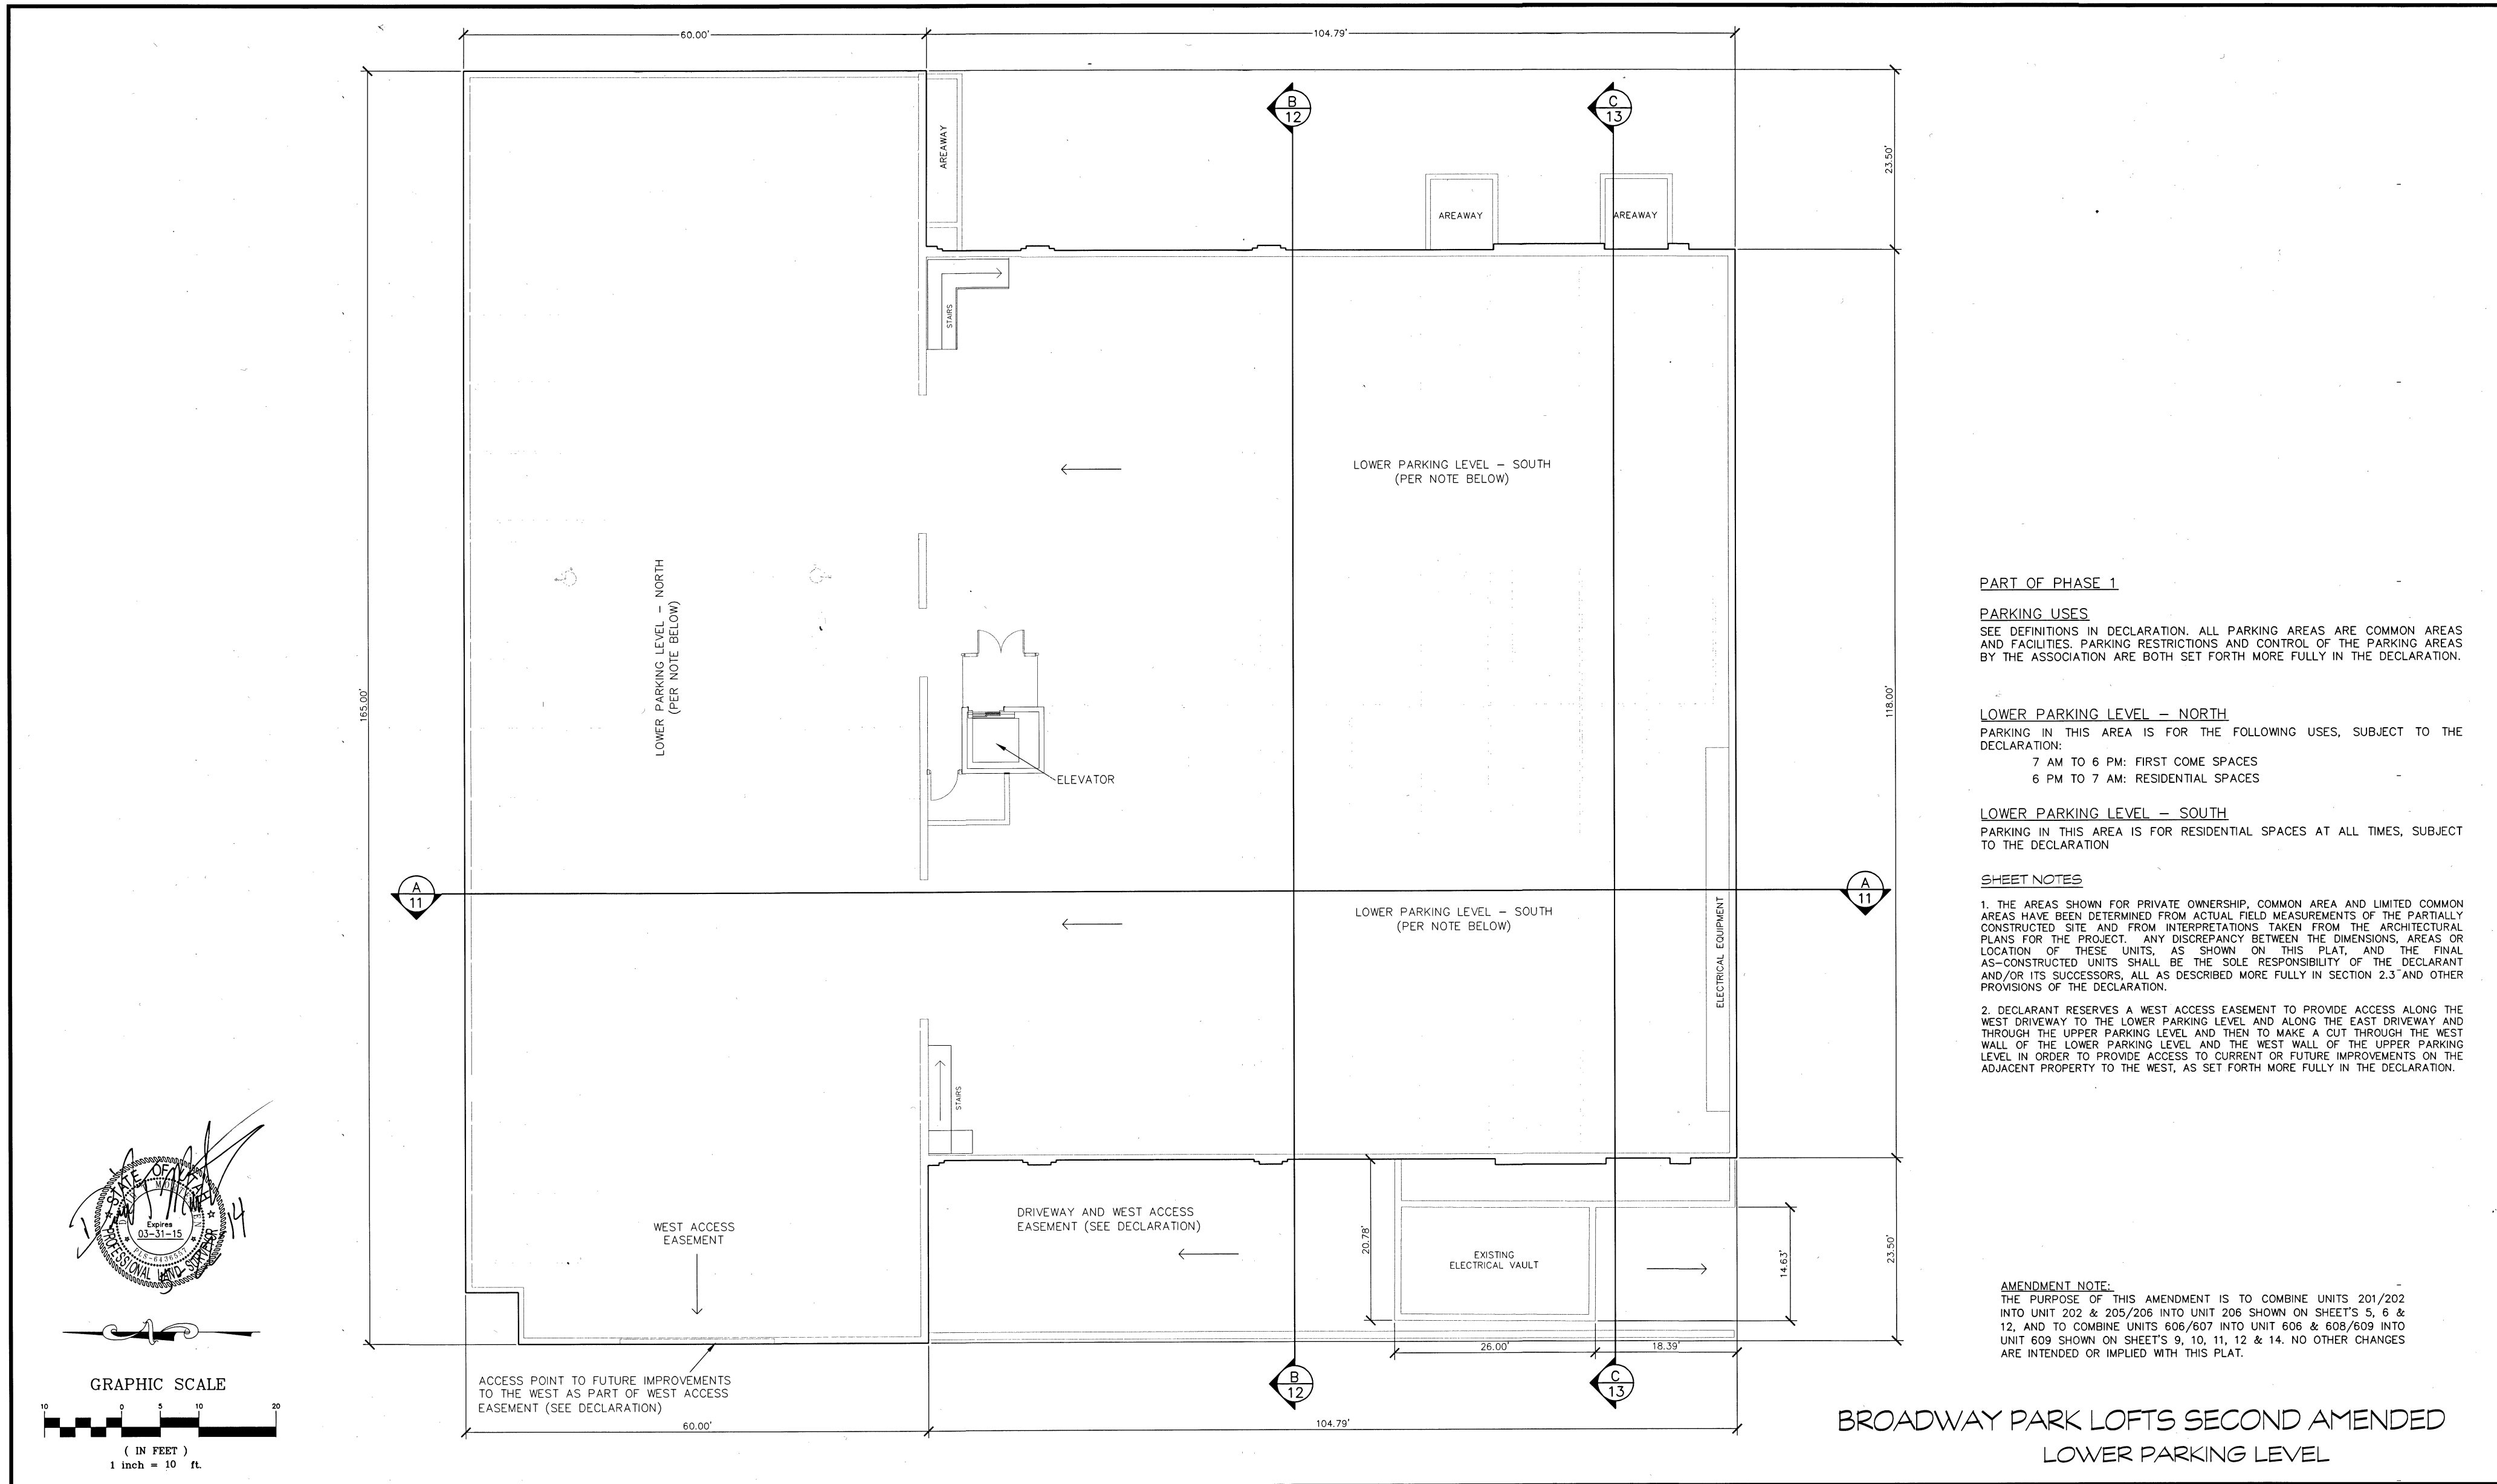 60.00'
104.79'
B
12
C
13
AREAWAY
23.50'
AREAWAY
AREAWAY
STAIRS
LOWER PARKING LEVEL – SOUTH
(PER NOTE BELOW)
LOWER PARKING LEVEL – NORTH
(PER NOTE BELOW)
165.00'
118.00'
ELEVATOR
A
11
A
11
LOWER PARKING LEVEL – SOUTH
(PER NOTE BELOW)
ELECTRICAL EQUIPMENT
STAIRS
WEST ACCESS
EASEMENT
DRIVEWAY AND WEST ACCESS
EASEMENT (SEE DECLARATION)
20.78'
EXISTING
ELECTRICAL VAULT
14.63'
23.50'
26.00'
18.39'
ACCESS POINT TO FUTURE IMPROVEMENTS
TO THE WEST AS PART OF WEST ACCESS
EASEMENT (SEE DECLARATION)
B
12
C
13
60.00'
104.79'
PART OF PHASE 1
PARKING USES
SEE DEFINITIONS IN DECLARATION. ALL PARKING AREAS ARE COMMON AREAS
AND FACILITIES. PARKING RESTRICTIONS AND CONTROL OF THE PARKING AREAS
BY THE ASSOCIATION ARE BOTH SET FORTH MORE FULLY IN THE DECLARATION.
LOWER PARKING LEVEL – NORTH
PARKING IN THIS AREA IS FOR THE FOLLOWING USES, SUBJECT TO THE
DECLARATION:
7 AM TO 6 PM: FIRST COME SPACES
6 PM TO 7 AM: RESIDENTIAL SPACES
LOWER PARKING LEVEL – SOUTH
PARKING IN THIS AREA IS FOR RESIDENTIAL SPACES AT ALL TIMES, SUBJECT
TO THE DECLARATION
SHEET NOTES
1. THE AREAS SHOWN FOR PRIVATE OWNERSHIP, COMMON AREA AND LIMITED COMMON
AREAS HAVE BEEN DETERMINED FROM ACTUAL FIELD MEASUREMENTS OF THE PARTIALLY
CONSTRUCTED SITE AND FROM INTERPRETATIONS TAKEN FROM THE ARCHITECTURAL
PLANS FOR THE PROJECT. ANY DISCREPANCY BETWEEN THE DIMENSIONS, AREAS OR
LOCATION OF THESE UNITS, AS SHOWN ON THIS PLAT, AND THE FINAL
AS–CONSTRUCTED UNITS SHALL BE THE SOLE RESPONSIBILITY OF THE DECLARANT
AND/OR ITS SUCCESSORS, ALL AS DESCRIBED MORE FULLY IN SECTION 2.3 AND OTHER
PROVISIONS OF THE DECLARATION.
2. DECLARANT RESERVES A WEST ACCESS EASEMENT TO PROVIDE ACCESS ALONG THE
WEST DRIVEWAY TO THE LOWER PARKING LEVEL AND ALONG THE EAST DRIVEWAY AND
THROUGH THE UPPER PARKING LEVEL AND THEN TO MAKE A CUT THROUGH THE WEST
WALL OF THE LOWER PARKING LEVEL AND THE WEST WALL OF THE UPPER PARKING
LEVEL IN ORDER TO PROVIDE ACCESS TO CURRENT OR FUTURE IMPROVEMENTS ON THE
ADJACENT PROPERTY TO THE WEST, AS SET FORTH MORE FULLY IN THE DECLARATION.
AMENDMENT NOTE:
THE PURPOSE OF THIS AMENDMENT IS TO COMBINE UNITS 201/202
INTO UNIT 202 & 205/206 INTO UNIT 206 SHOWN ON SHEET'S 5, 6 &
12, AND TO COMBINE UNITS 606/607 INTO UNIT 606 & 608/609 INTO
UNIT 609 SHOWN ON SHEET'S 9, 10, 11, 12 & 14. NO OTHER CHANGES
ARE INTENDED OR IMPLIED WITH THIS PLAT.
STATE OF UTAH
Expires
03-31-15
PROFESSIONAL LAND SURVEYOR
GRAPHIC SCALE
10 0 5 10 20
( IN FEET )
1 inch = 10 ft.
BROADWAY PARK LOFTS SECOND AMENDED
LOWER PARKING LEVEL